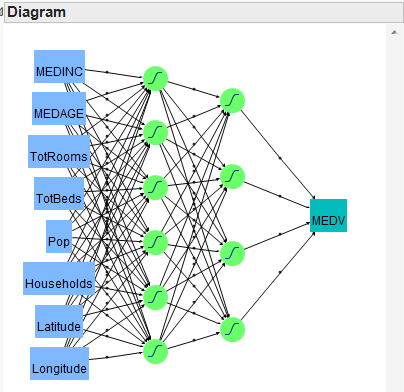 Diagram
MEDINC
MEDAGE
TotRooms
TotBeds
Pop
Households
Latitude
Longitude
MEDV